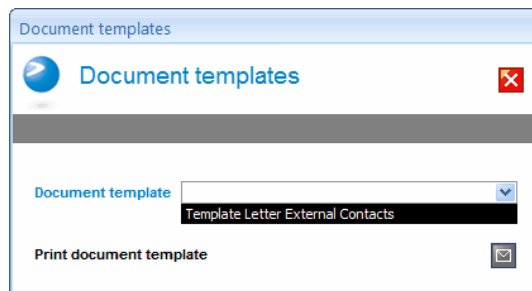 Document templates
Document templates
Document template
Template Letter External Contacts
Print document template